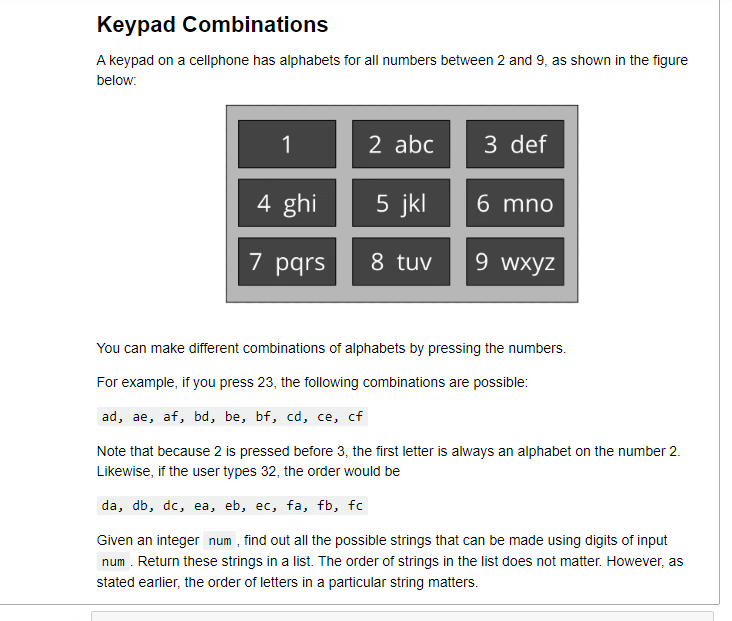 Keypad Combinations
A keypad on a cellphone has alphabets for all numbers between 2 and 9, as shown in the figure
below:
1 2 abc 3 def
4 ghi 5 jkl 6 mno
7 pqrs 8 tuv 9 wxyz
You can make different combinations of alphabets by pressing the numbers.
For example, if you press 23, the following combinations are possible:
ad, ae, af, bd, be, bf, cd, ce, cf
Note that because 2 is pressed before 3, the first letter is always an alphabet on the number 2.
Likewise, if the user types 32, the order would be
da, db, dc, ea, eb, ec, fa, fb, fc
Given an integer num , find out all the possible strings that can be made using digits of input
num . Return these strings in a list. The order of strings in the list does not matter. However, as
stated earlier, the order of letters in a particular string matters.